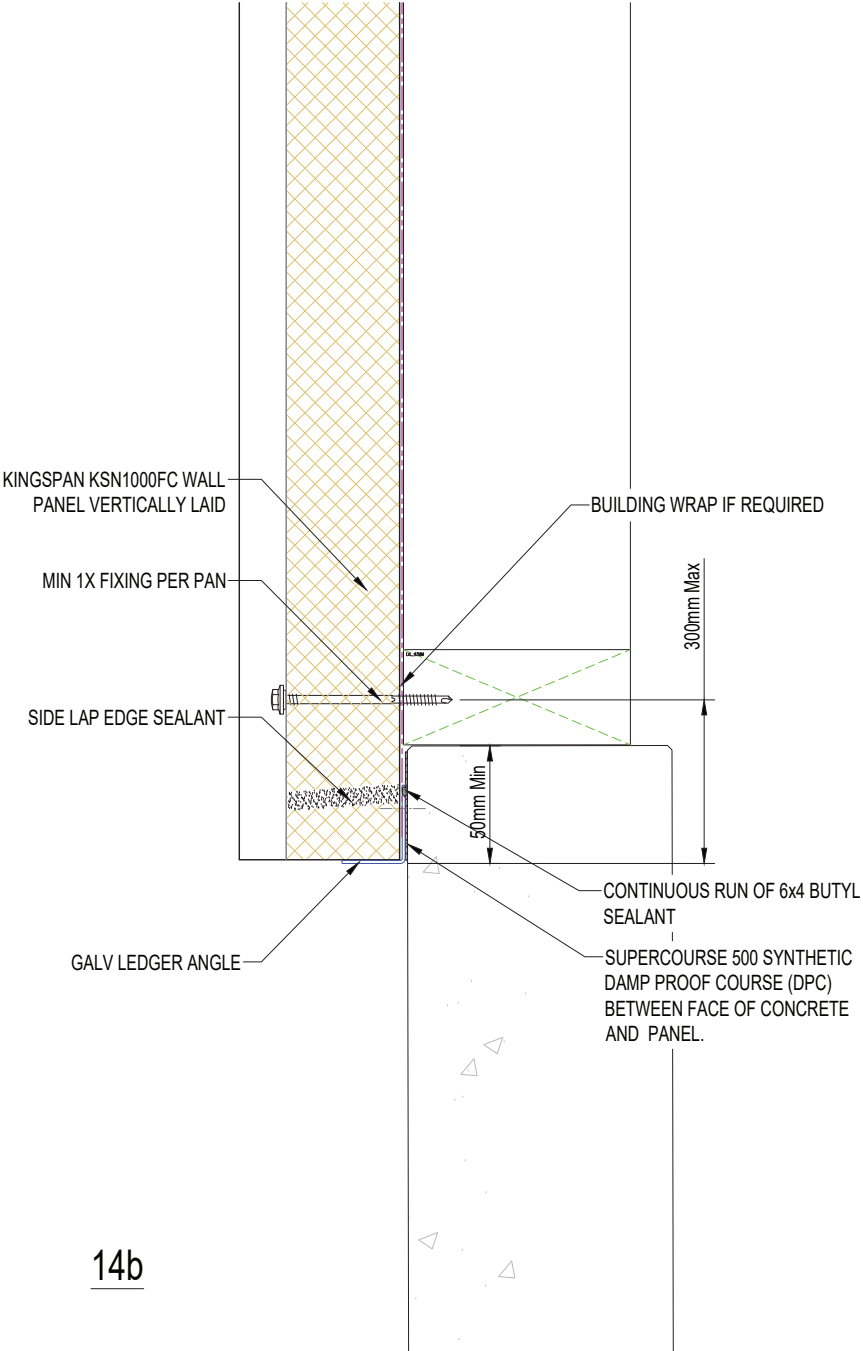 KINGSPAN KSN1000FC WALL
PANEL VERTICALLY LAID
BUILDING WRAP IF REQUIRED
MIN 1X FIXING PER PAN
300mm Max
SIDE LAP EDGE SEALANT
50mm Min
CONTINUOUS RUN OF 6x4 BUTYL
SEALANT
GALV LEDGER ANGLE
SUPERCOURSE 500 SYNTHETIC
DAMP PROOF COURSE (DPC)
BETWEEN FACE OF CONCRETE
AND PANEL.
14b